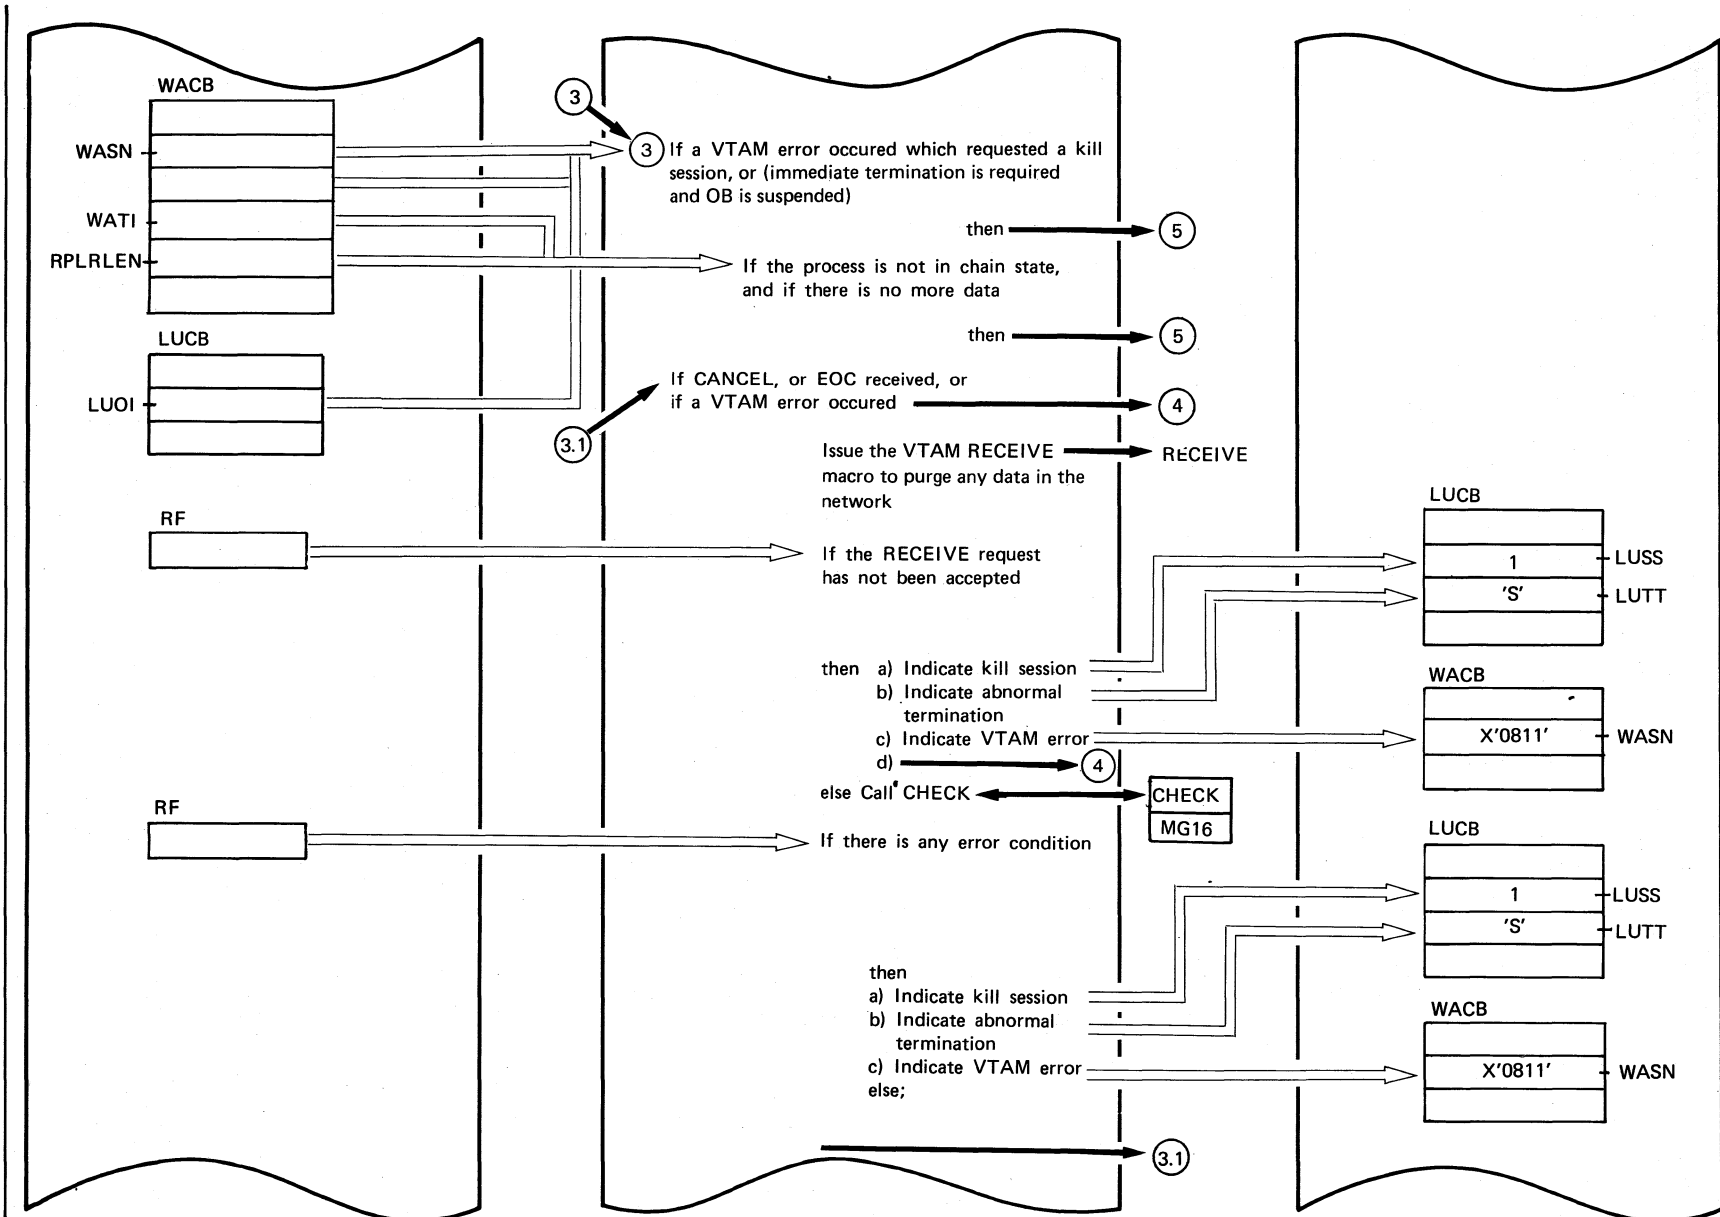 WACB
WASN
WATI
RPLRLEN
LUCB
LUOI
RF
RF
3
3
If a VTAM error occured which requested a kill
session, or (immediate termination is required
and OB is suspended)
then
5
If the process is not in chain state,
and if there is no more data
then
5
3.1
If CANCEL, or EOC received, or
if a VTAM error occured
4
Issue the VTAM RECEIVE
RECEIVE
macro to purge any data in the
network
If the RECEIVE request
has not been accepted
then a) Indicate kill session
b) Indicate abnormal
termination
c) Indicate VTAM error
d)
4
else Call CHECK
CHECK
MG16
If there is any error condition
then
a) Indicate kill session
b) Indicate abnormal
termination
c) Indicate VTAM error
else;
3.1
LUCB
1
LUSS
'S'
LUTT
WACB
X'0811'
WASN
LUCB
1
LUSS
'S'
LUTT
WACB
X'0811'
WASN